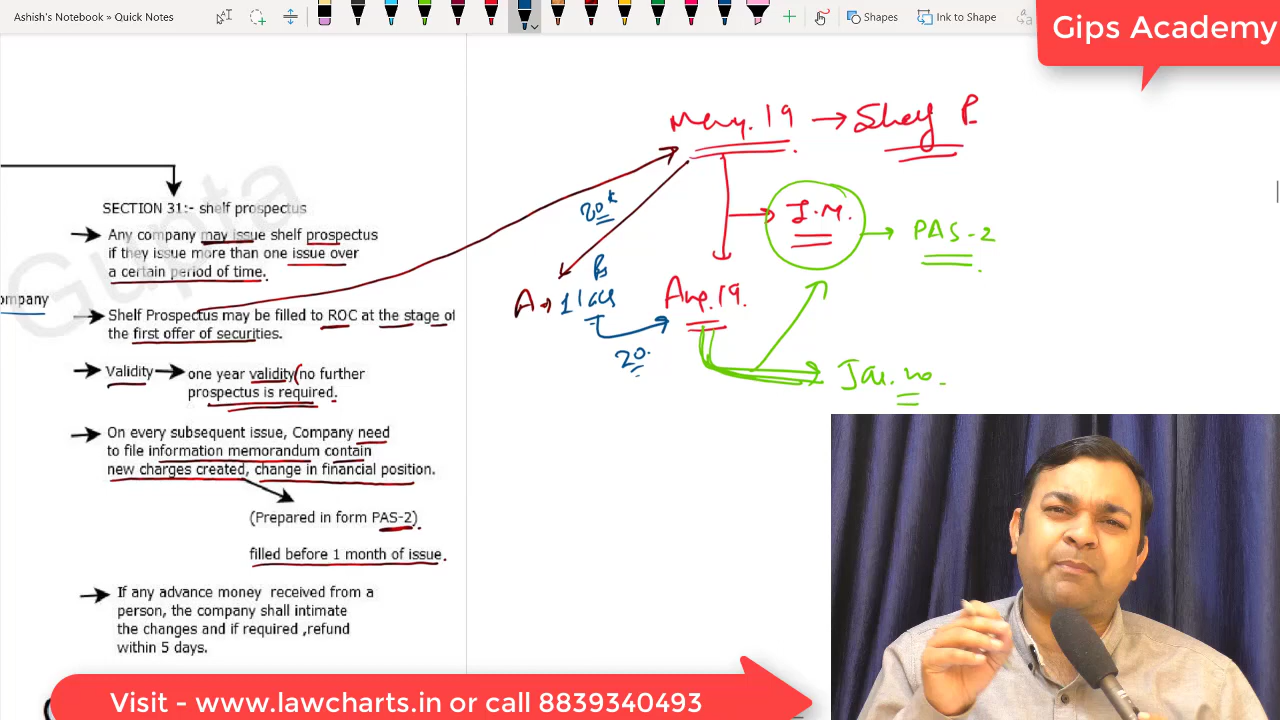 Ashish's Notebook » Quick Notes
Shapes
Ink to Shape
Gips Academy
Gupta
ompany
SECTION 31:- shelf prospectus
Any company may issue shelf prospectus
if they issue more than one issue over
a certain period of time.
Shelf Prospectus may be filled to ROC at the stage of
the first offer of securities.
Validity
one year validity(no further
prospectus is required.
On every subsequent issue, Company need
to file information memorandum contain
new charges created, change in financial position.
(Prepared in form PAS-2)
filled before 1 month of issue.
If any advance money received from a
person, the company shall intimate
the changes and if required ,refund
within 5 days.
May. 19 → Shelf P
20k
I.M.
PAS-2
A → 1
Aug. 19.
20.
Visit - www.lawcharts.in or call 8839340493